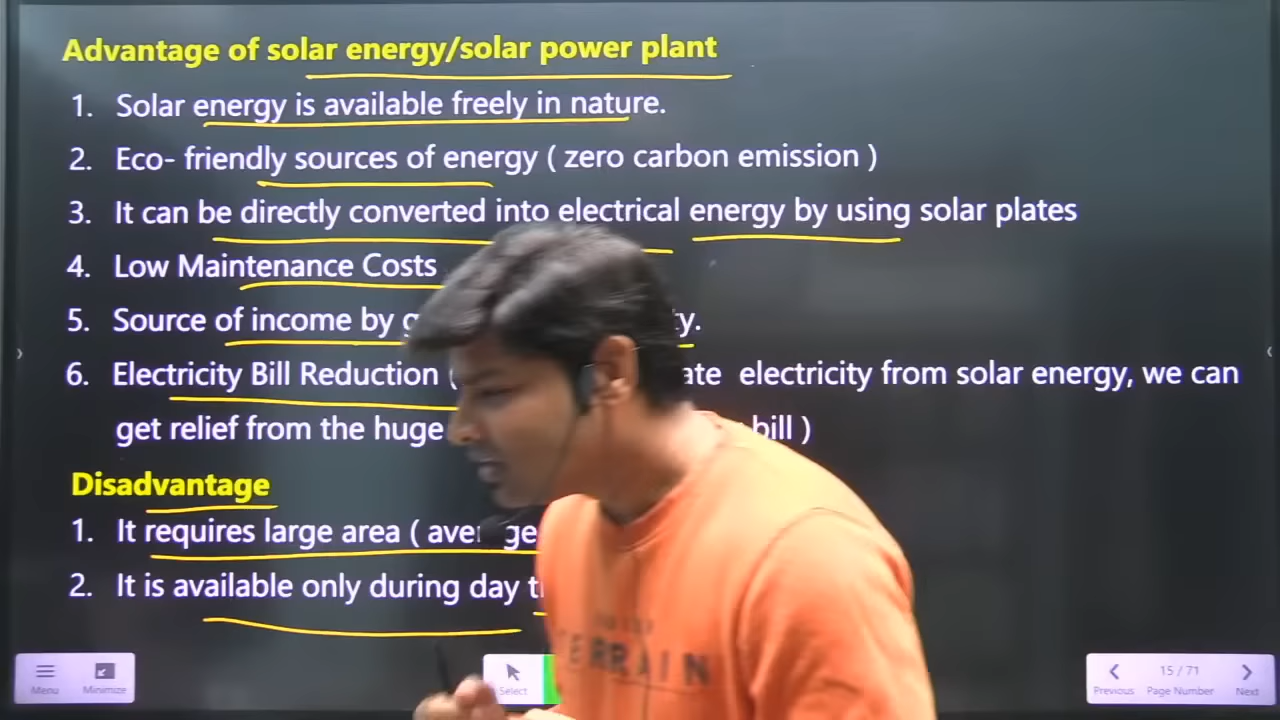 Advantage of solar energy/solar power plant
1. Solar energy is available freely in nature.
2. Eco- friendly sources of energy ( zero carbon emission )
3. It can be directly converted into electrical energy by using solar plates
4. Low Maintenance Costs
5. Source of income by
6. Electricity Bill Reduction ( electricity from solar energy, we can
get relief from the huge bill )
Disadvantage
1. It requires large area (
2. It is available only during day
TERRAIN
Menu
Minimize
Select
15 / 71
Previous Page Number Next